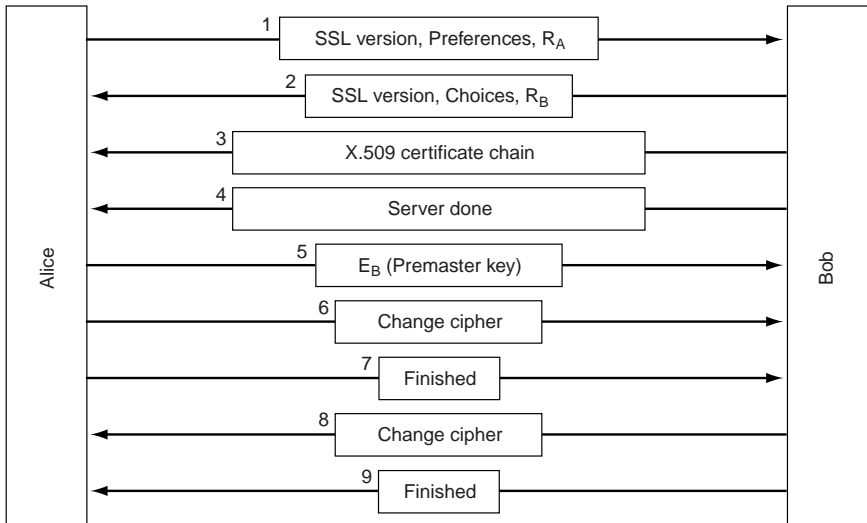 1
SSL version, Preferences, R_A
2
SSL version, Choices, R_B
3
X.509 certificate chain
4
Server done
5
E_B (Premaster key)
6
Change cipher
7
Finished
8
Change cipher
9
Finished
Alice
Bob